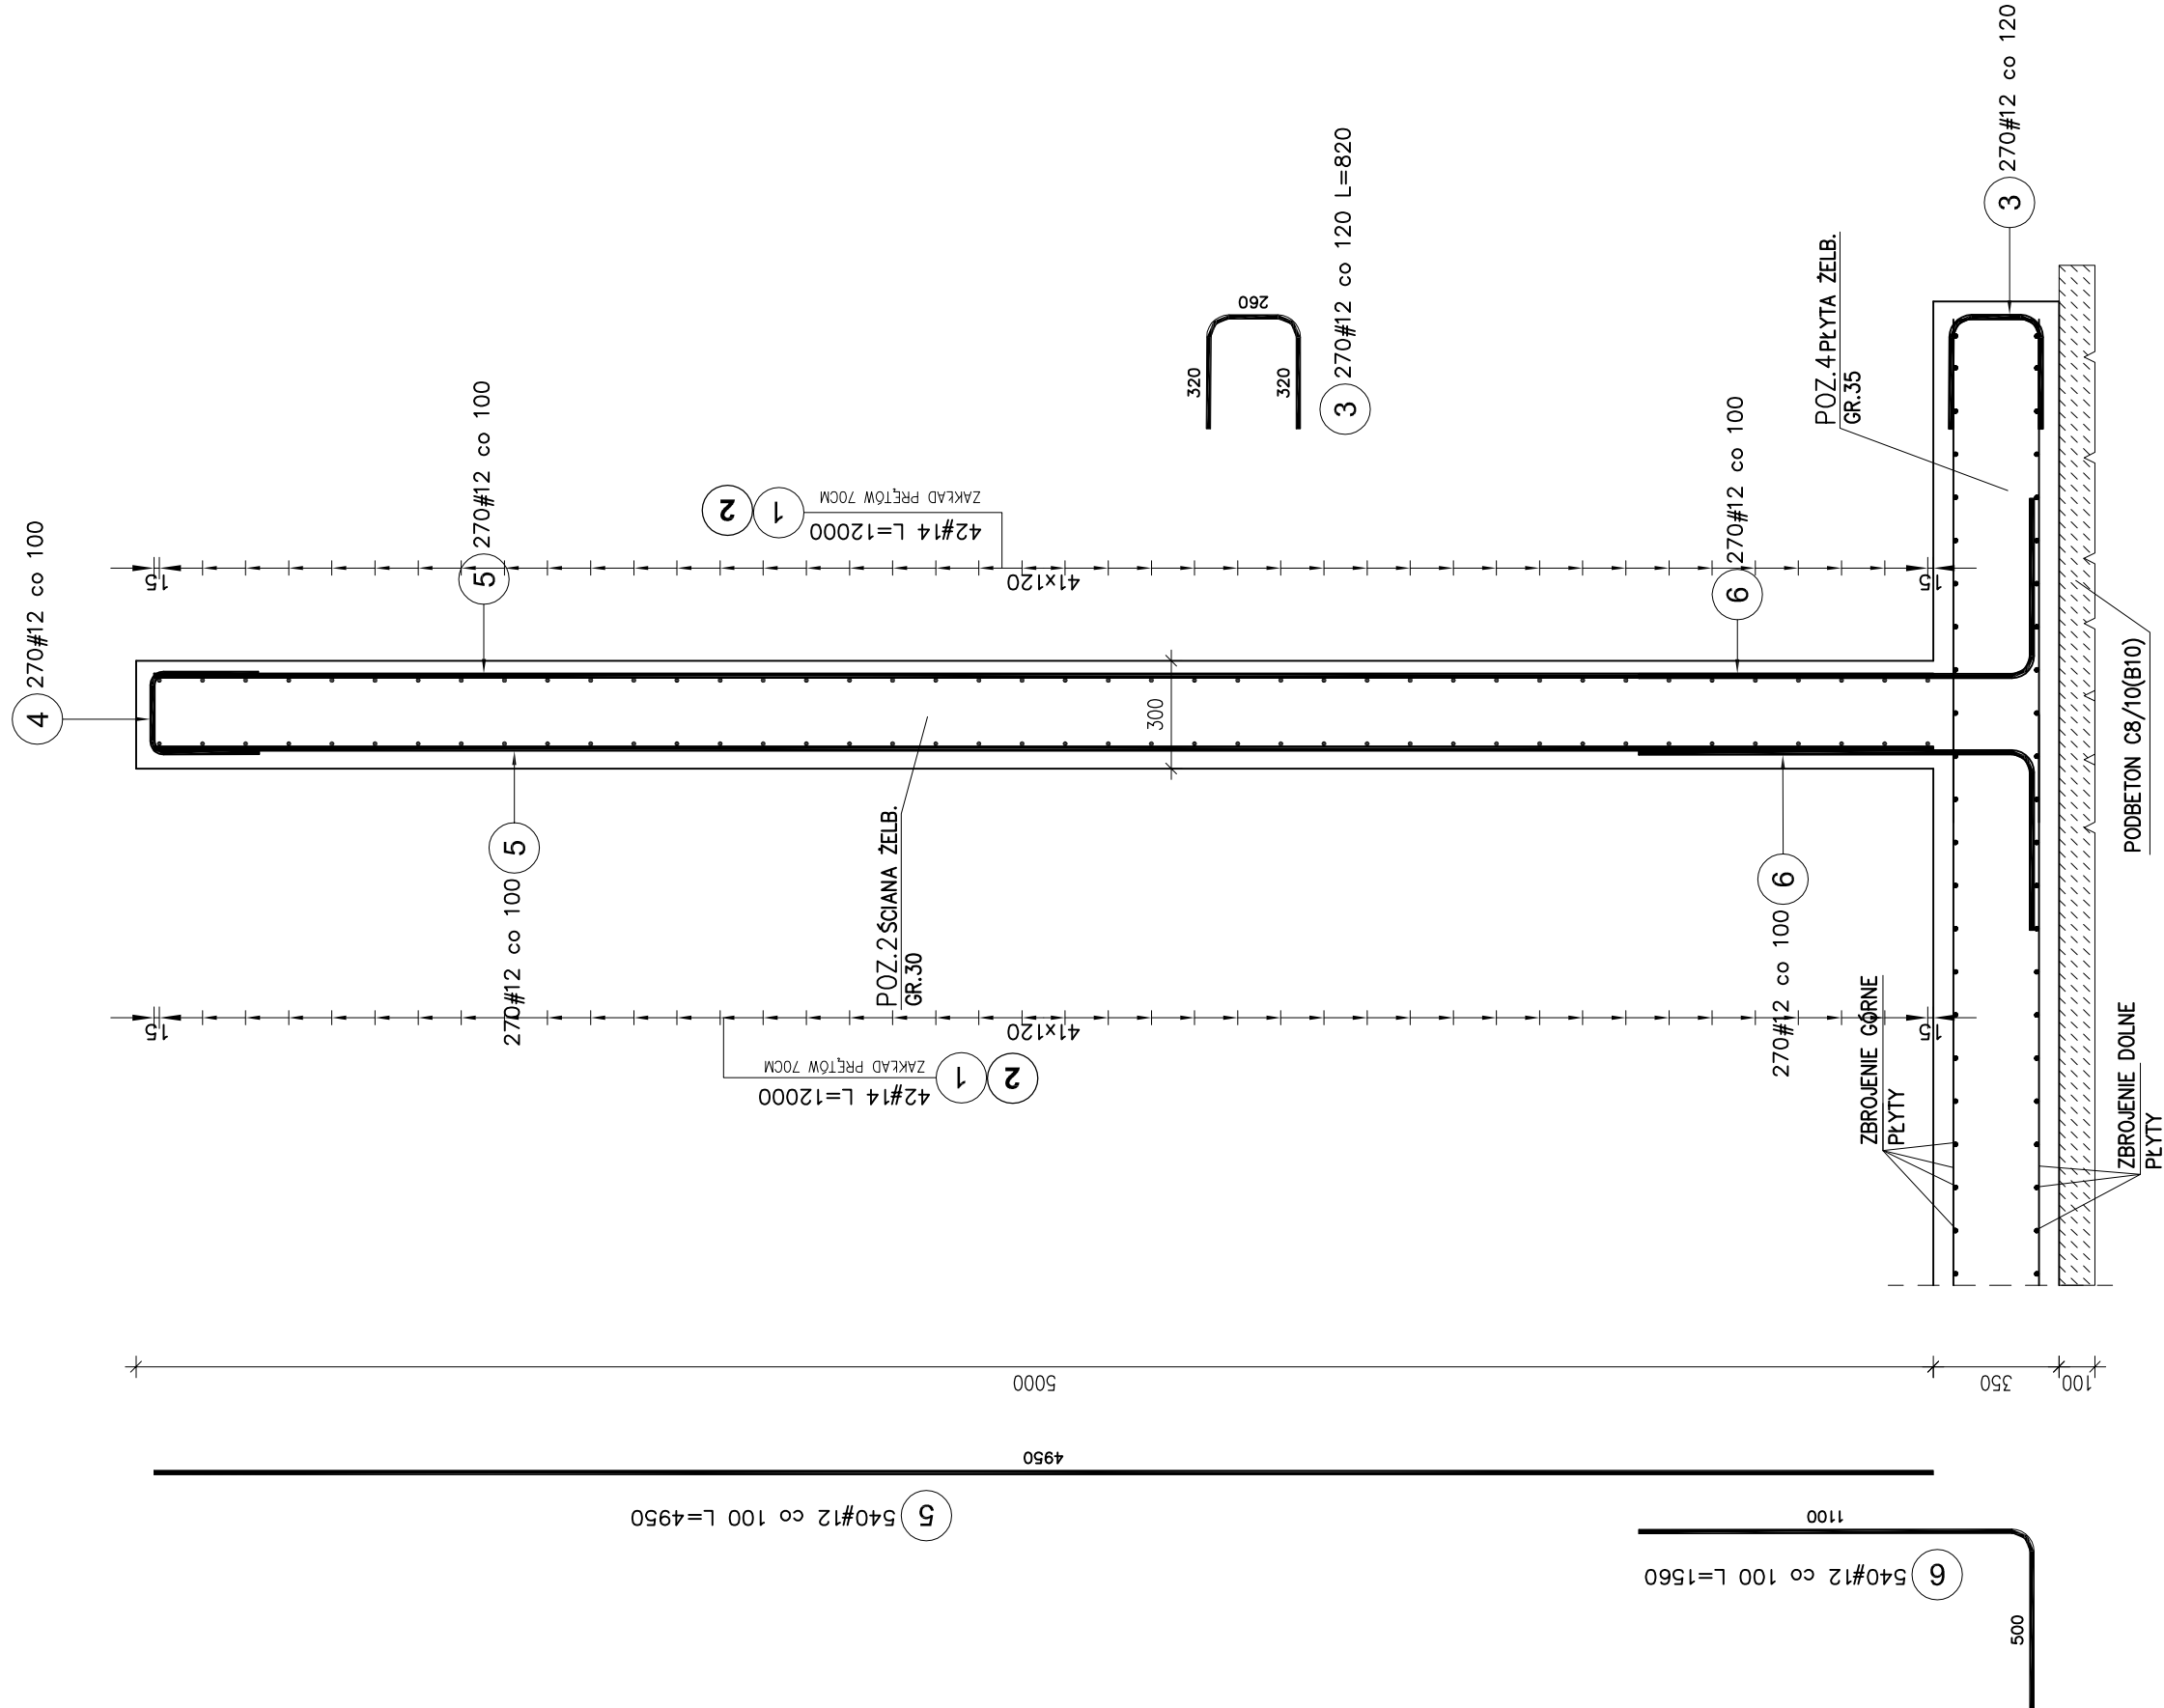 4 270#12 co 100
5 270#12 co 100
2 1 42#14 L=12000
ZAKŁAD PRĘTÓW 70CM
15
41x120
15
6 270#12 co 100
3 270#12 co 120
320
260
320
3 270#12 co 120 L=820
POZ.4 PŁYTA ŻELB.
GR.35
300
270#12 co 100 5
POZ.2 ŚCIANA ŻELB.
GR.30
270#12 co 100 6
PODBETON C8/10(B10)
15
41x120
15
42#14 L=12000 1 2
ZAKŁAD PRĘTÓW 70CM
ZBROJENIE GÓRNE
PŁYTY
ZBROJENIE DOLNE
PŁYTY
5000
350
100
4950
5 540#12 co 100 L=4950
1100
6 540#12 co 100 L=1560
500